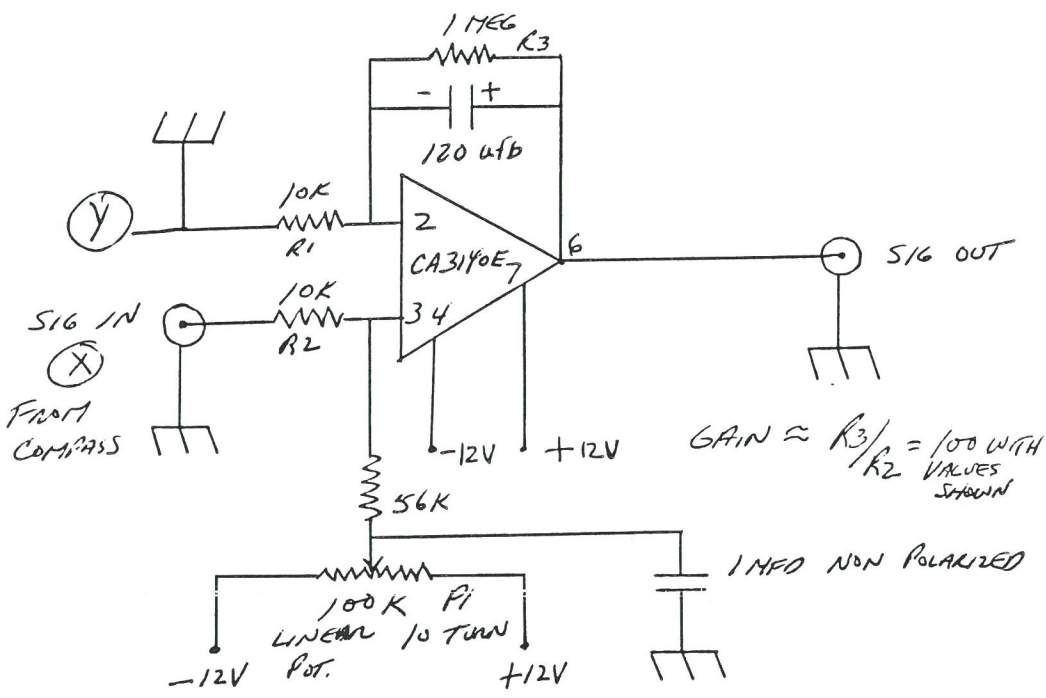 1 MEG
R3
- +
120 ufd
10K
Y
R1
2
CA3140E
7
6
SIG OUT
10K
SIG IN
R2
3 4
X
FROM
COMPASS
-12V
+12V
GAIN ≈ R3/R2 = 100 WITH
VALUES
SHOWN
56K
1 MFD NON POLARIZED
100K P1
LINEAR 10 TURN
POT.
-12V
+12V